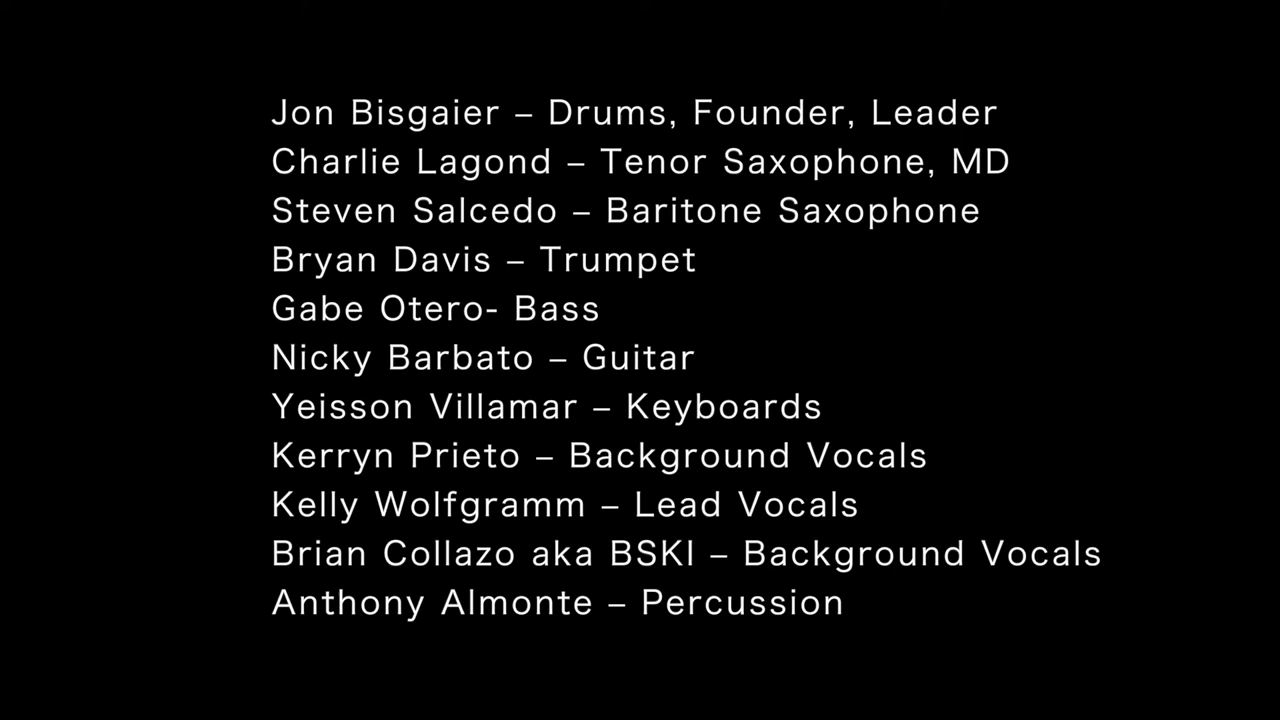 Jon Bisgaier – Drums, Founder, Leader
Charlie Lagond – Tenor Saxophone, MD
Steven Salcedo – Baritone Saxophone
Bryan Davis – Trumpet
Gabe Otero- Bass
Nicky Barbato – Guitar
Yeisson Villamar – Keyboards
Kerryn Prieto – Background Vocals
Kelly Wolfgramm – Lead Vocals
Brian Collazo aka BSKI – Background Vocals
Anthony Almonte – Percussion